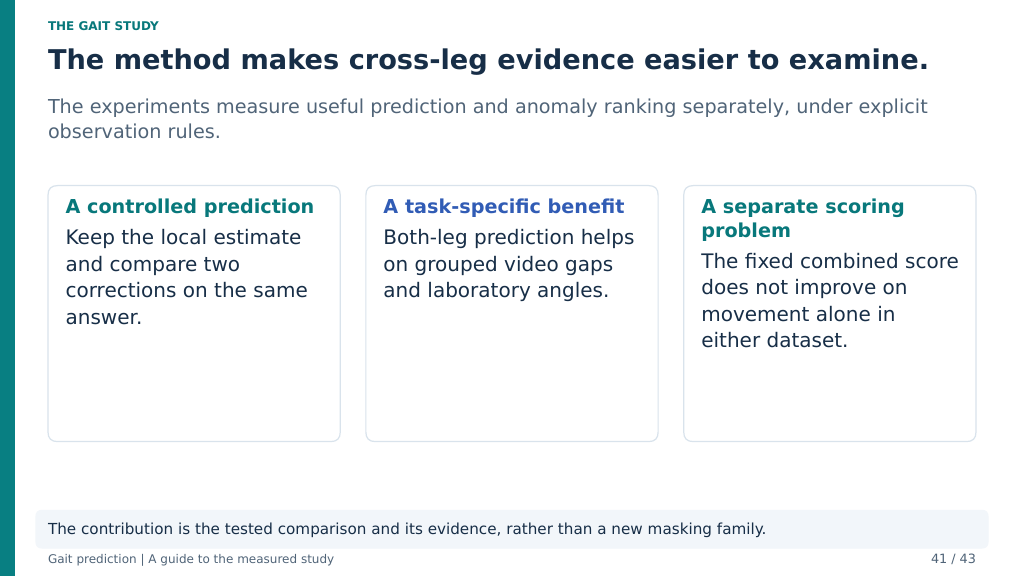 THE GAIT STUDY
The method makes cross-leg evidence easier to examine.
The experiments measure useful prediction and anomaly ranking separately, under explicit
observation rules.
A controlled prediction
Keep the local estimate
and compare two
corrections on the same
answer.
A task-specific benefit
Both-leg prediction helps
on grouped video gaps
and laboratory angles.
A separate scoring
problem
The fixed combined score
does not improve on
movement alone in
either dataset.
The contribution is the tested comparison and its evidence, rather than a new masking family.
Gait prediction | A guide to the measured study
41 / 43